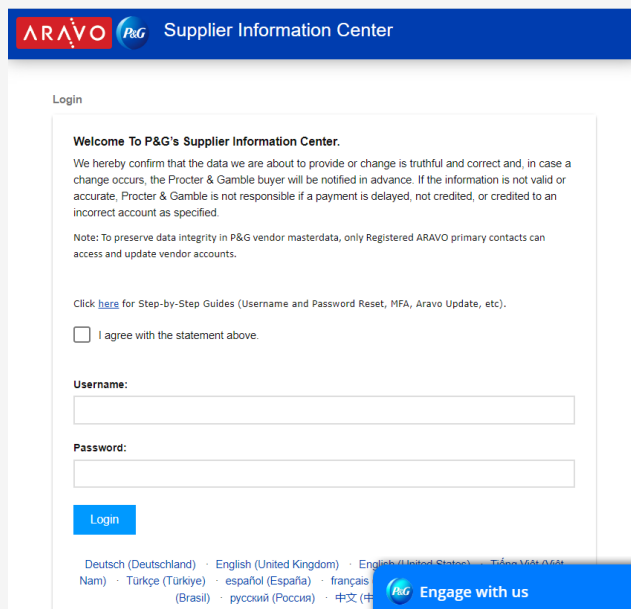 ARAVO P&G Supplier Information Center
Login
Welcome To P&G's Supplier Information Center.
We hereby confirm that the data we are about to provide or change is truthful and correct and, in case a
change occurs, the Procter & Gamble buyer will be notified in advance. If the information is not valid or
accurate, Procter & Gamble is not responsible if a payment is delayed, not credited, or credited to an
incorrect account as specified.
Note: To preserve data integrity in P&G vendor masterdata, only Registered ARAVO primary contacts can
access and update vendor accounts.
Click here for Step-by-Step Guides (Username and Password Reset, MFA, Aravo Update, etc).
I agree with the statement above.
Username:
Password:
Login
Deutsch (Deutschland) · English (United Kingdom) · English (United States) · Tiếng Việt (Việt
Nam) · Türkçe (Türkiye) · español (España) · français
(Brasil) · русский (Россия) · 中文 (中
P&G Engage with us